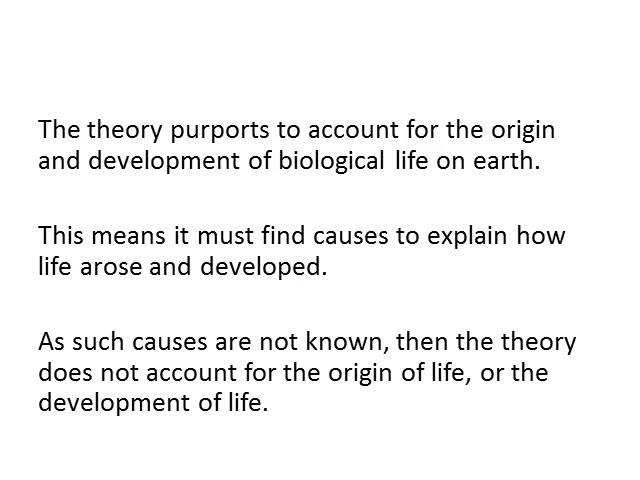 The theory purports to account for the origin
and development of biological life on earth.
This means it must find causes to explain how
life arose and developed.
As such causes are not known, then the theory
does not account for the origin of life, or the
development of life.